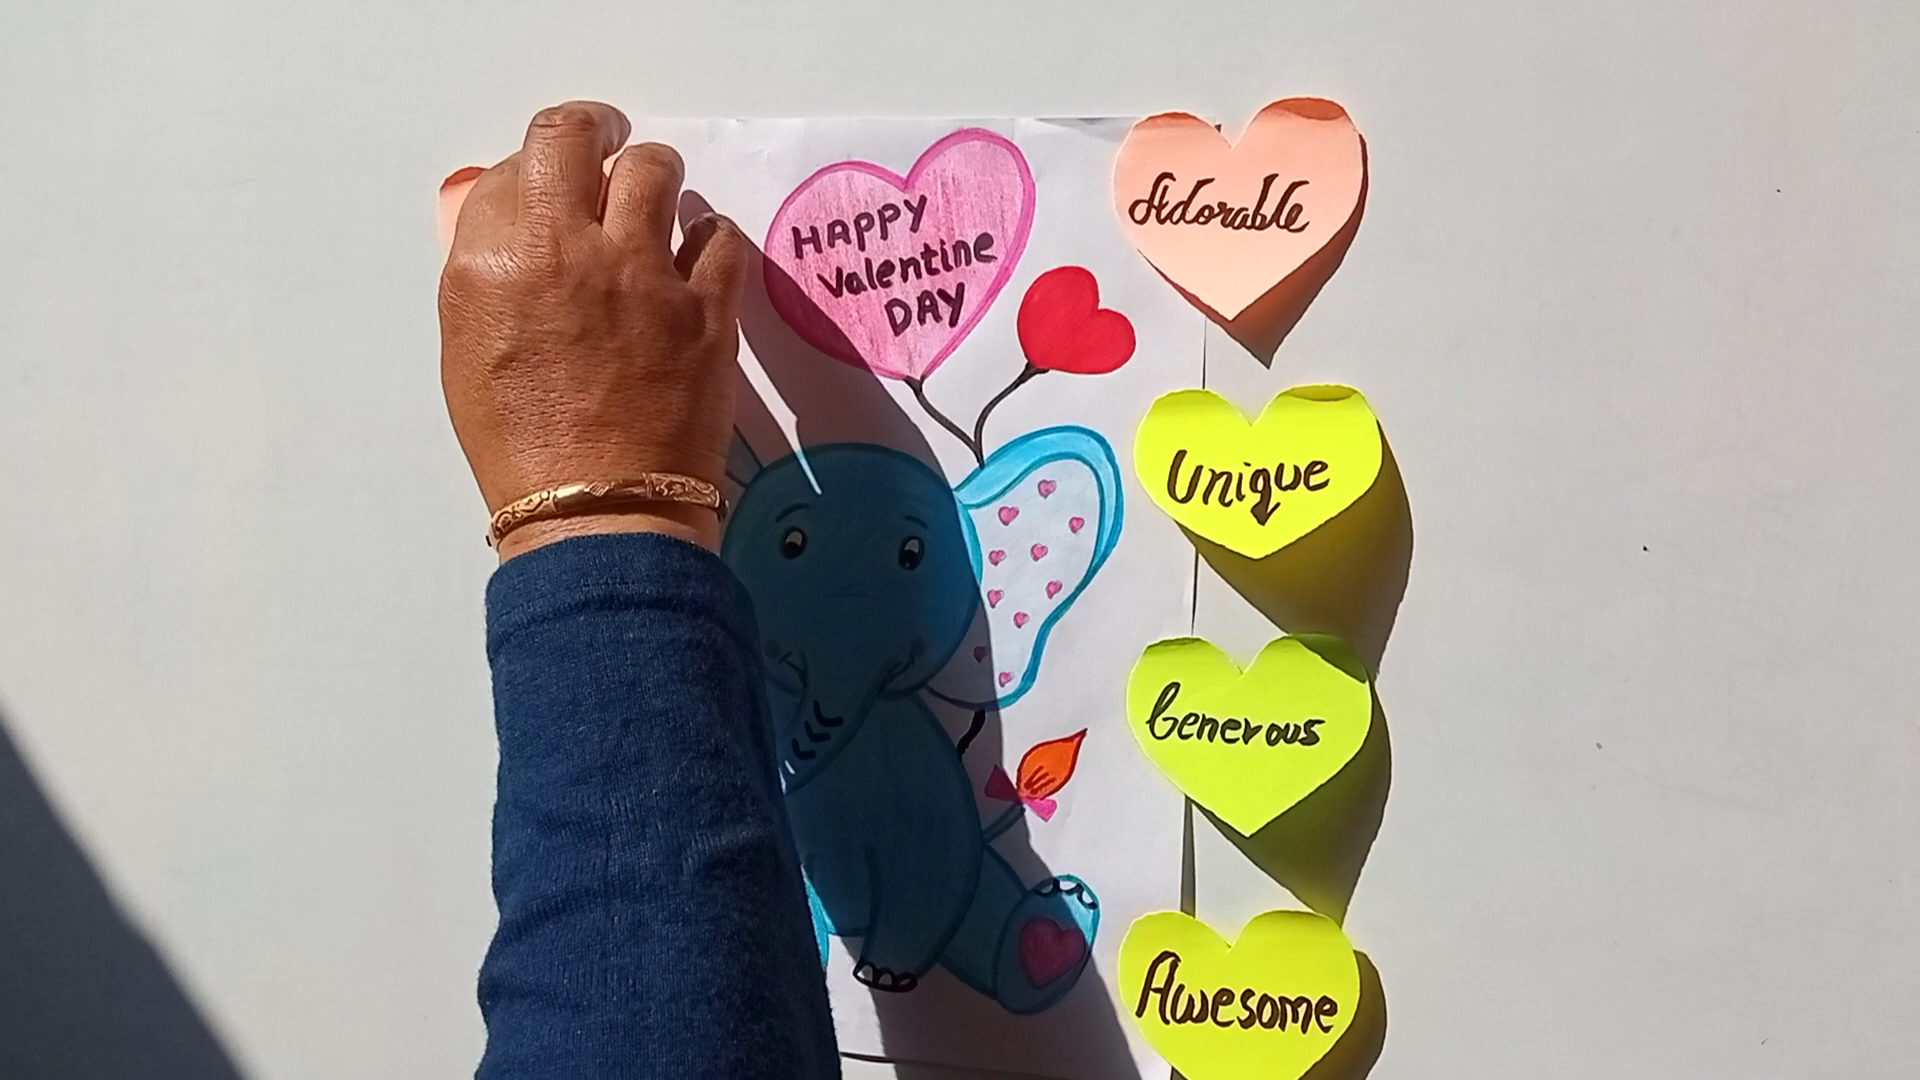 HAPPY
Valentine
DAY
Adorable
Unique
Generous
Awesome